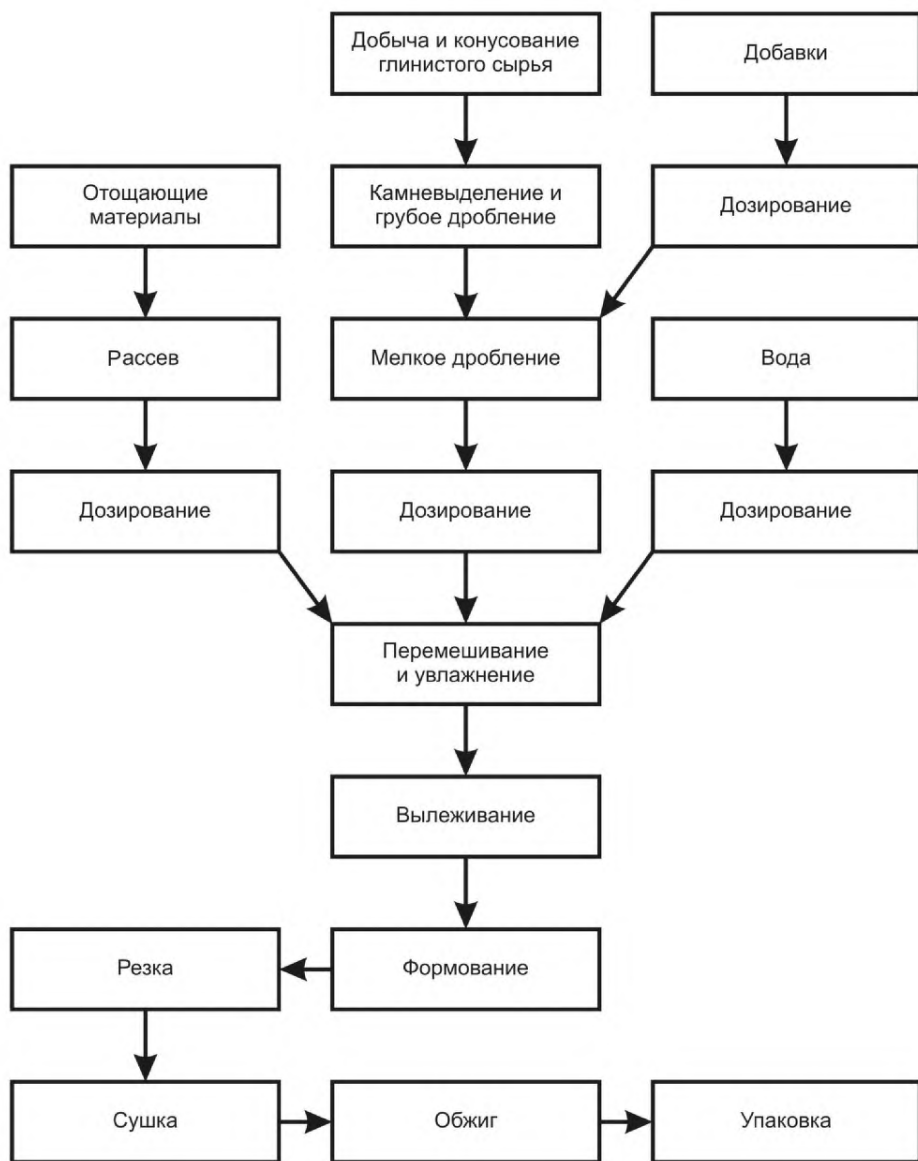 Добыча и конусование
глинистого сырья
Добавки
Отощающие
материалы
Камневыделение и
грубое дробление
Дозирование
Рассев
Мелкое дробление
Вода
Дозирование
Дозирование
Дозирование
Перемешивание
и увлажнение
Вылеживание
Резка
Формование
Сушка
Обжиг
Упаковка